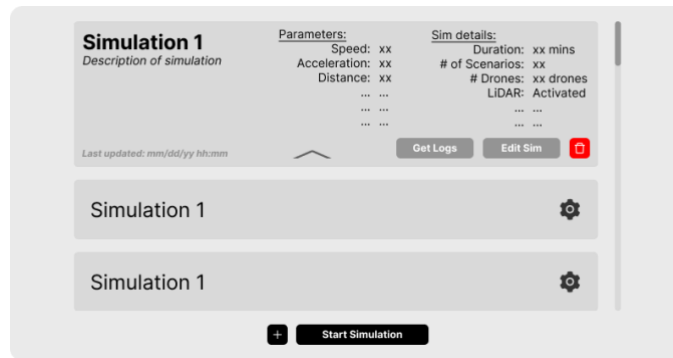 Simulation 1
Description of simulation
Parameters:
Speed: xx
Acceleration: xx
Distance: xx
... ...
... ...
... ...
Sim details:
Duration: xx mins
# of Scenarios: xx
# Drones: xx drones
LiDAR: Activated
... ...
... ...
Last updated: mm/dd/yy hh:mm
Get Logs
Edit Sim
Simulation 1
Simulation 1
+
Start Simulation